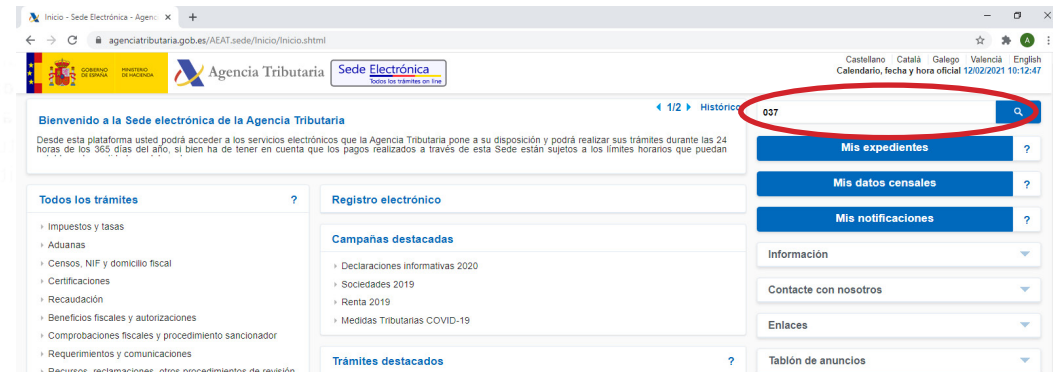 Inicio - Sede Electrónica - Agenc
agenciatributaria.gob.es/AEAT.sede/Inicio/Inicio.shtml
A
GOBIERNO DE ESPAÑA
MINISTERIO DE HACIENDA
Agencia Tributaria
Sede Electrónica
Todos los trámites on line
Castellano Català Galego Valencià English
Calendario, fecha y hora oficial 12/02/2021 10:12:47
1/2 Histórico
037
Bienvenido a la Sede electrónica de la Agencia Tributaria
Desde esta plataforma usted podrá acceder a los servicios electrónicos que la Agencia Tributaria pone a su disposición y podrá realizar sus trámites durante las 24
horas de los 365 días del año, si bien ha de tener en cuenta que los pagos realizados a través de esta Sede están sujetos a los límites horarios que puedan
Mis expedientes ?
Mis datos censales ?
Mis notificaciones ?
Información
Contacte con nosotros
Enlaces
Tablón de anuncios
Todos los trámites ?
Impuestos y tasas
Aduanas
Censos, NIF y domicilio fiscal
Certificaciones
Recaudación
Beneficios fiscales y autorizaciones
Comprobaciones fiscales y procedimiento sancionador
Requerimientos y comunicaciones
Recursos, reclamaciones, otros procedimientos de revisión
Registro electrónico
Campañas destacadas
Declaraciones informativas 2020
Sociedades 2019
Renta 2019
Medidas Tributarias COVID-19
Trámites destacados ?